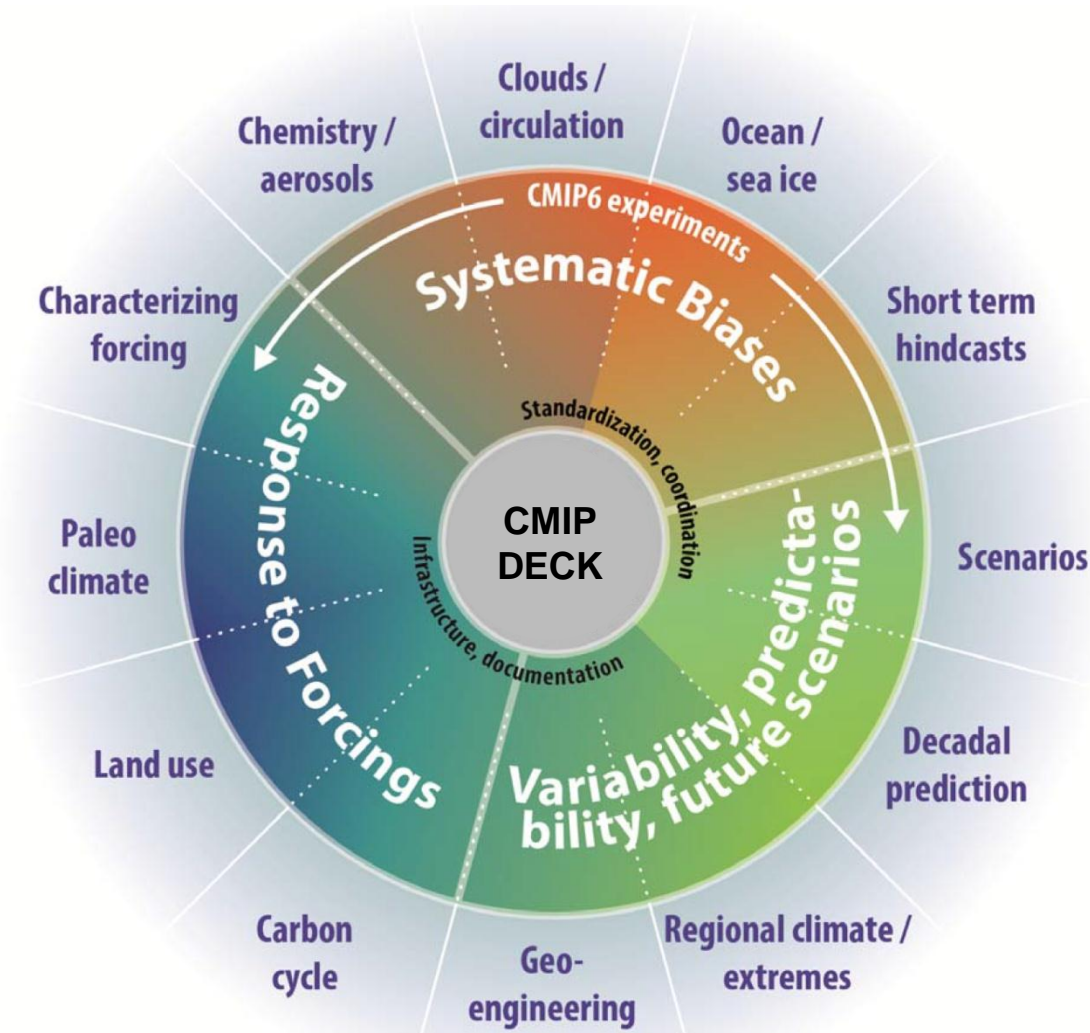 Clouds /
circulation
Ocean /
sea ice
Short term
hindcasts
Scenarios
Decadal
prediction
Regional climate /
extremes
Geo-
engineering
Carbon
cycle
Land use
Paleo
climate
Characterizing
forcing
Chemistry /
aerosols
CMIP6 experiments
Systematic Biases
Variability, predicta-
bility, future scenarios
Response to Forcings
Standardization, coordination
Infrastructure, documentation
CMIP
DECK